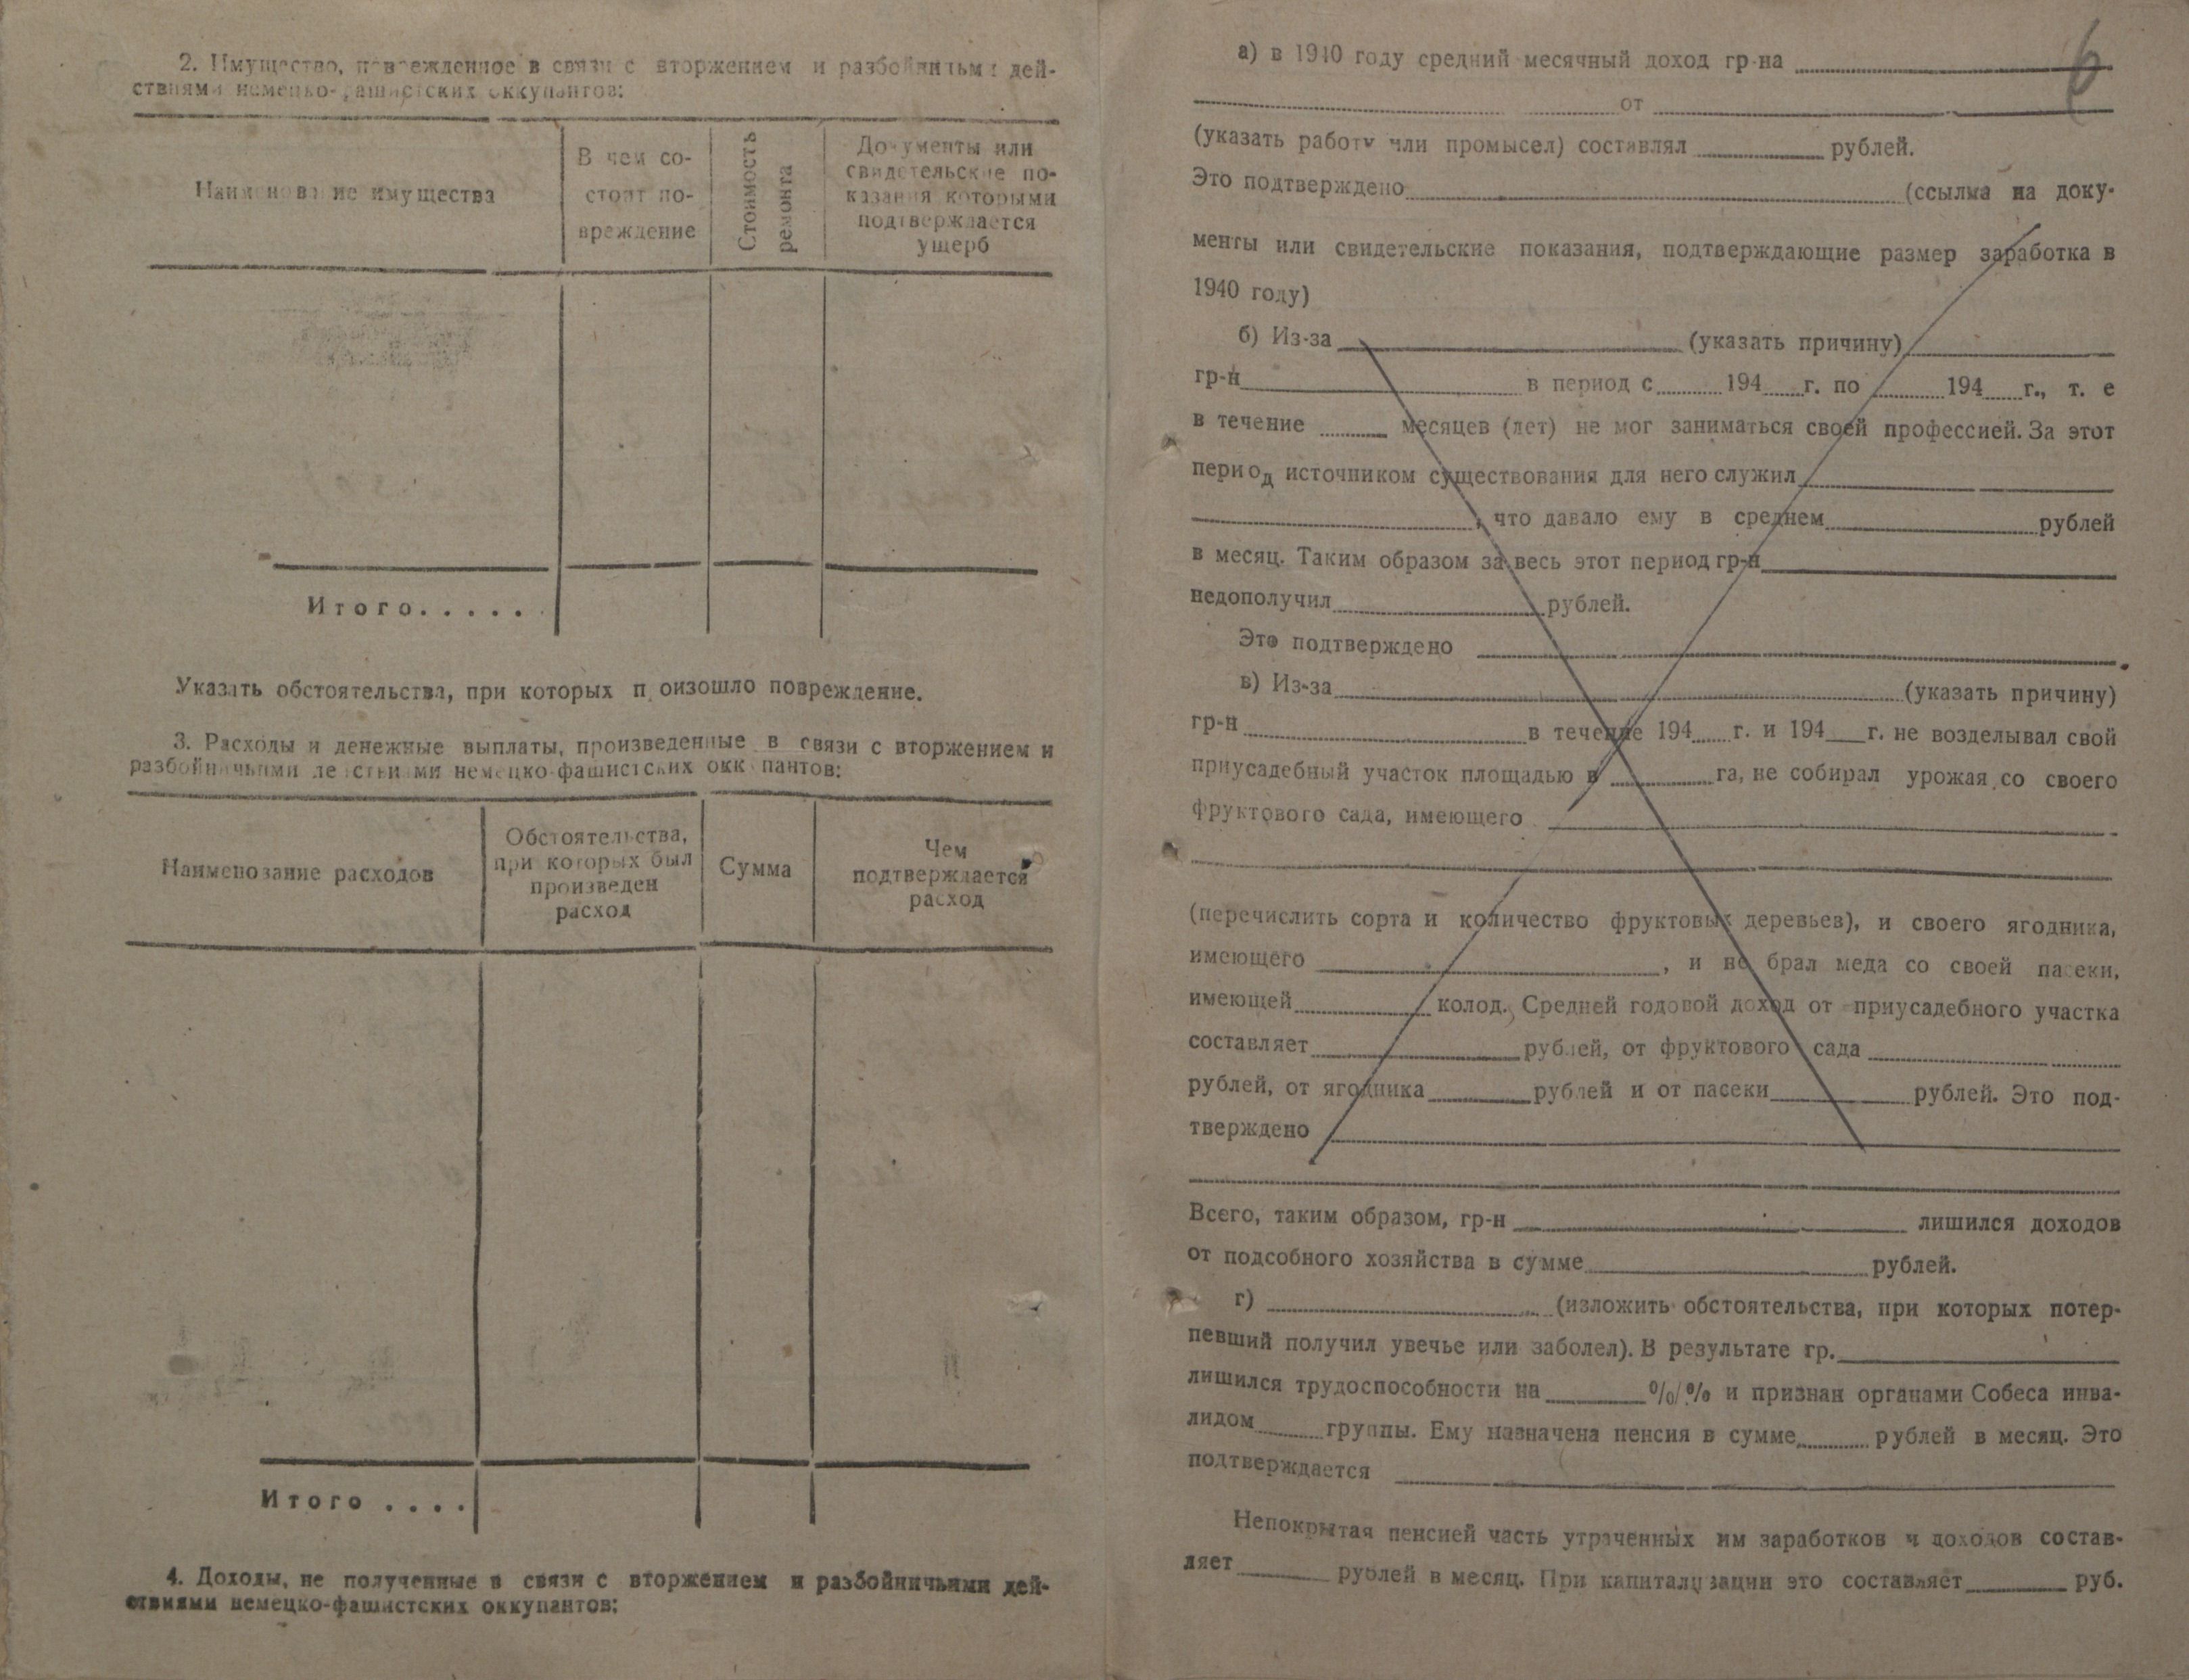 2. Имущество, поврежденное в связи с вторжением и разбойничьими дей-
ствиями немецко-фашистских оккупантов:
Наименование имущества
В чем со-
стоит по-
вреждение
Стоимость
ремонта
Документы или
свидетельские по-
казания которыми
подтверждается
ущерб
Итого. . . . . .
Указать обстоятельства, при которых произошло повреждение.
3. Расходы и денежные выплаты, произведенные в связи с вторжением и
разбойничьими действиями немецко-фашистских оккупантов:
Наименование расходов
Обстоятельства,
при которых был
произведен
расход
Сумма
Чем
подтверждается
расход
Итого . . . .
4. Доходы, не полученные в связи с вторжением и разбойничьими дей-
ствиями немецко-фашистских оккупантов:
6
а) в 1940 году средний месячный доход гр-на
от
(указать работу или промысел) составлял рублей.
Это подтверждено (ссылка на доку-
менты или свидетельские показания, подтверждающие размер заработка в
1940 году)
б) Из-за (указать причину)
гр-н в период с 194 г. по 194 г., т. е
в течение месяцев (лет) не мог заниматься своей профессией. За этот
период источником существования для него служил
, что давало ему в среднем рублей
в месяц. Таким образом за весь этот период гр-н
недополучил рублей.
Это подтверждено
в) Из-за (указать причину)
гр-н в течение 194 г. и 194 г. не возделывал свой
приусадебный участок площадью в га, не собирал урожая со своего
фруктового сада, имеющего
(перечислить сорта и количество фруктовых деревьев), и своего ягодника,
имеющего , и не брал меда со своей пасеки,
имеющей колод. Средней годовой доход от приусадебного участка
составляет рублей, от фруктового сада
рублей, от ягодника рублей и от пасеки рублей. Это под-
тверждено
Всего, таким образом, гр-н лишился доходов
от подсобного хозяйства в сумме рублей.
г) (изложить обстоятельства, при которых потер-
певший получил увечье или заболел). В результате гр.
лишился трудоспособности на %/% и признан органами Собеса инва-
лидом группы. Ему назначена пенсия в сумме рублей в месяц. Это
подтверждается
Непокрытая пенсией часть утраченных им заработков и доходов состав-
ляет рублей в месяц. При капитализации это составляет руб.